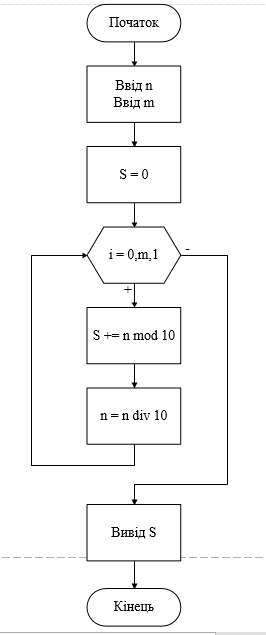 Початок
Ввід n
Ввід m
S = 0
i = 0,m,1
-
+
S += n mod 10
n = n div 10
Вивід S
Кінець